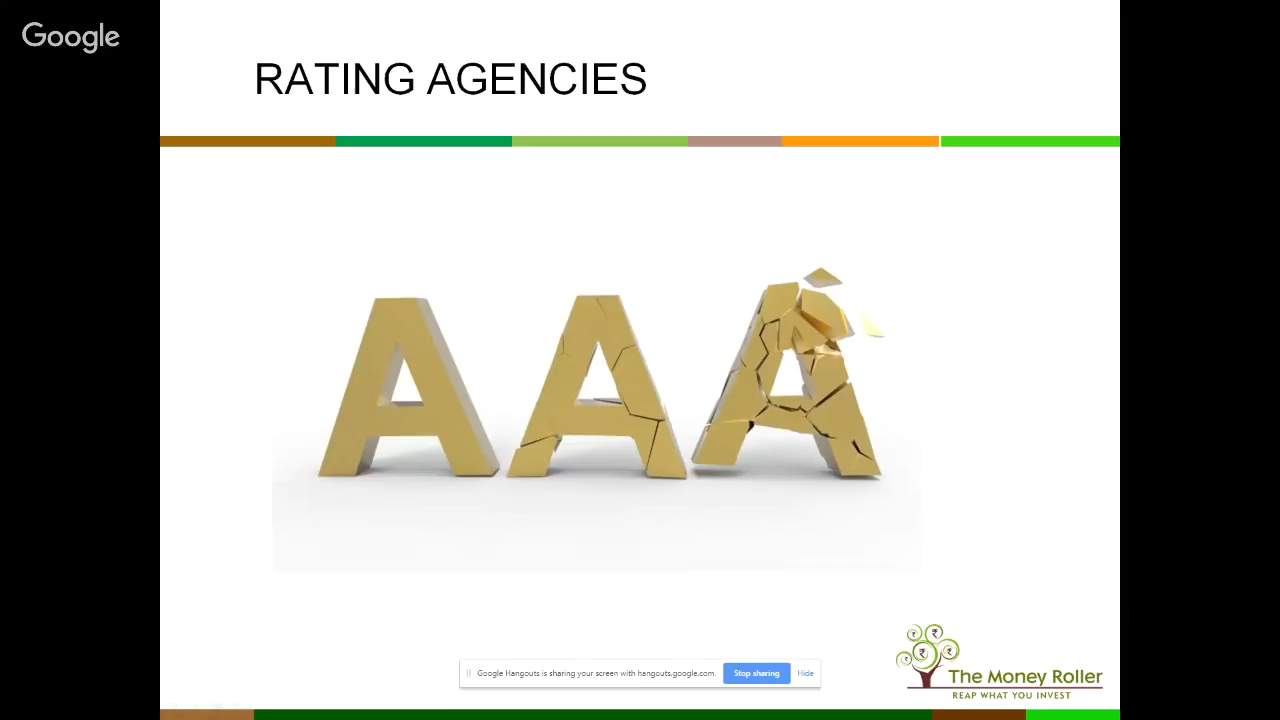 Google
RATING AGENCIES
AAA
Google Hangouts is sharing your screen with hangouts.google.com.
Stop sharing
Hide
The Money Roller
REAP WHAT YOU INVEST